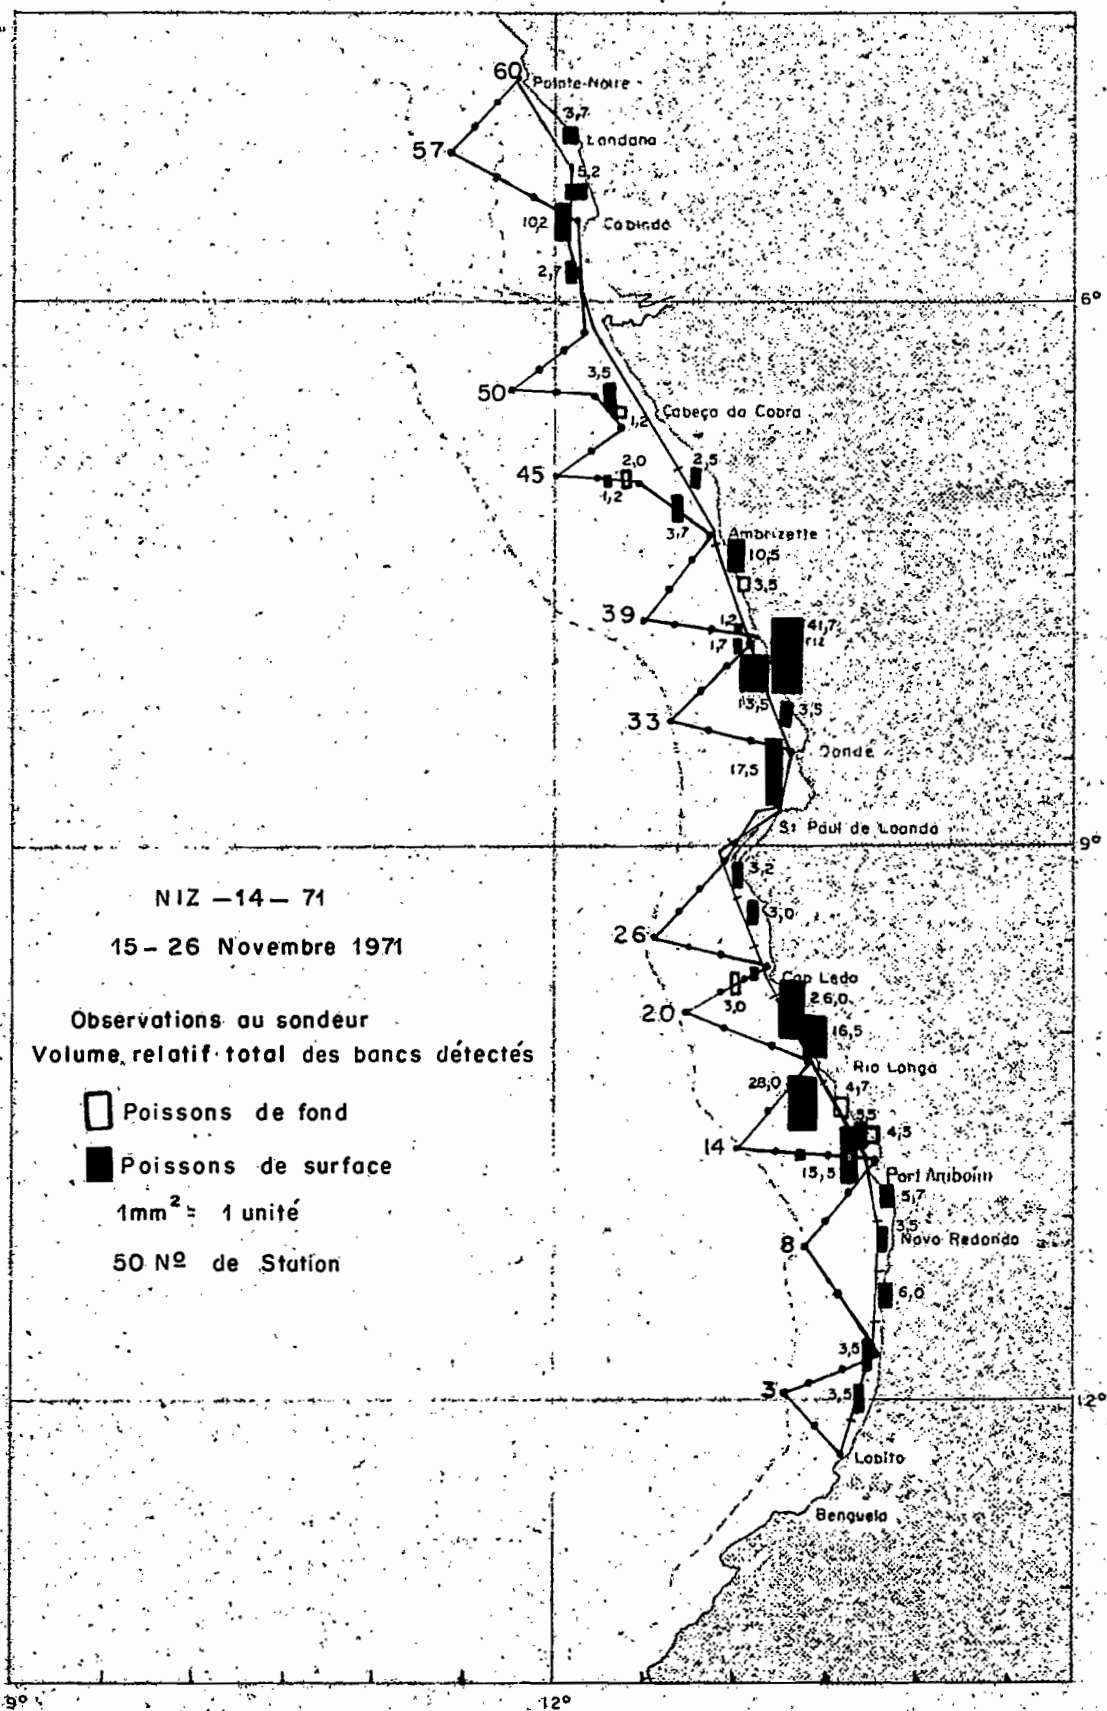 60 Pointe-Noire
3,7
Landana
57
5,2
10,2 Cabinda
2,7
6°
3,5
50
Cabeça da Cobra
1,2
45
2,0
2,5
1,2
3,7
Ambrizette
10,5
3,5
39
1,2
41,7
1,7
13,5
3,5
33
Dande
17,5
St Paul de Loanda
9°
3,2
NIZ-14-71
3,0
26
15-26 Novembre 1971
Cap Ledo
3,0
26,0
20
Observations au sondeur
16,5
Volume relatif total des bancs détectés
Rio Longa
28,0
4,7
Poissons de fond
5,5
4,5
14
Poissons de surface
15,5
Port Amboim
5,7
1mm² = 1 unité
3,5
8
Novo Redondo
50 Nº de Station
6,0
3,5
3
3,5
12°
Lobito
Benguela
9°
12°